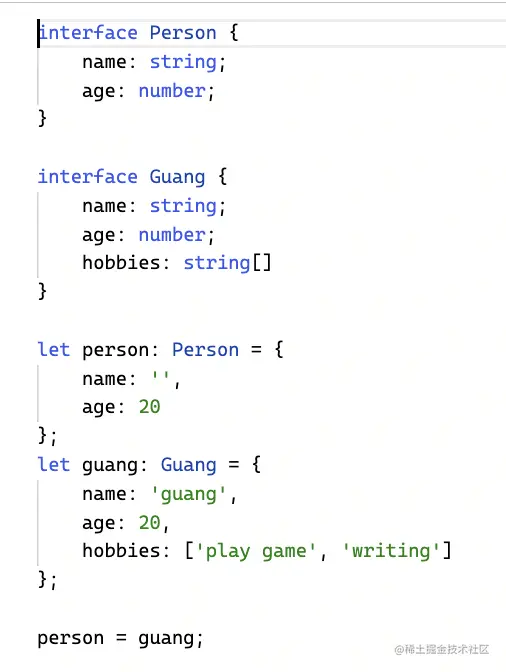 interface Person {
    name: string;
    age: number;
}

interface Guang {
    name: string;
    age: number;
    hobbies: string[]
}

let person: Person = {
    name: '',
    age: 20
};
let guang: Guang = {
    name: 'guang',
    age: 20,
    hobbies: ['play game', 'writing']
};

person = guang;
@稀土掘金技术社区